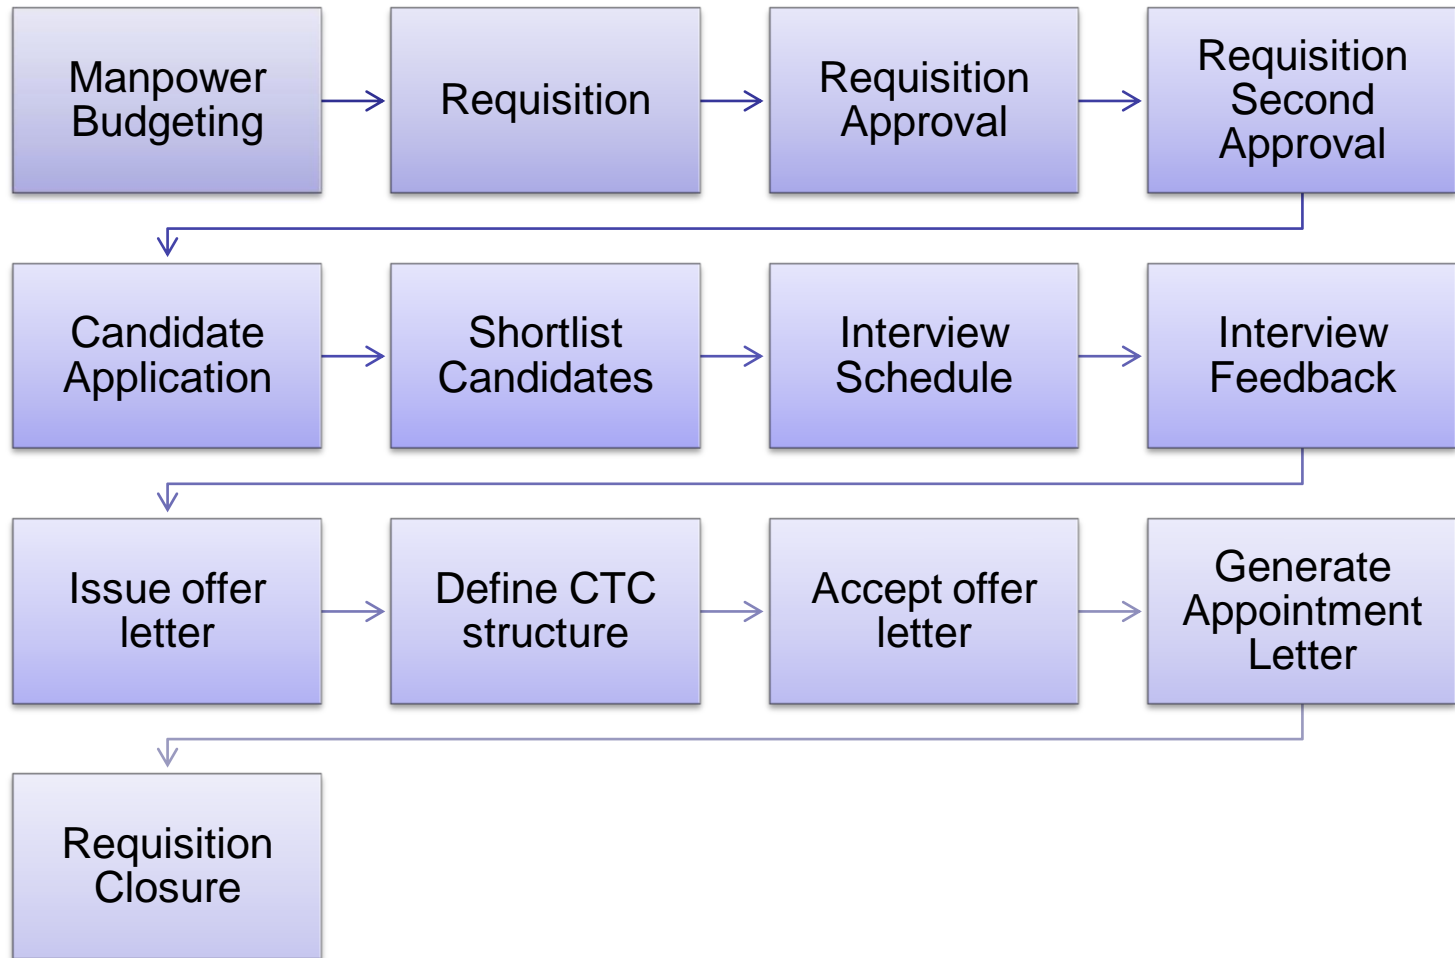 Manpower
Budgeting
Requisition
Requisition
Approval
Requisition
Second
Approval
Candidate
Application
Shortlist
Candidates
Interview
Schedule
Interview
Feedback
Issue offer
letter
Define CTC
structure
Accept offer
letter
Generate
Appointment
Letter
Requisition
Closure